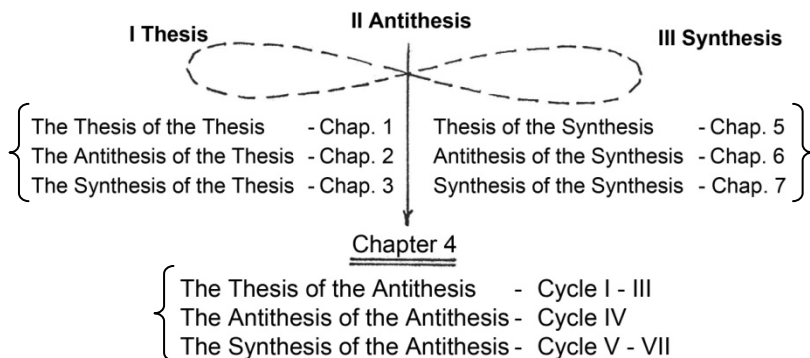 II Antithesis
I Thesis
III Synthesis
The Thesis of the Thesis - Chap. 1
The Antithesis of the Thesis - Chap. 2
The Synthesis of the Thesis - Chap. 3
Thesis of the Synthesis - Chap. 5
Antithesis of the Synthesis - Chap. 6
Synthesis of the Synthesis - Chap. 7
Chapter 4
The Thesis of the Antithesis - Cycle I - III
The Antithesis of the Antithesis - Cycle IV
The Synthesis of the Antithesis - Cycle V - VII